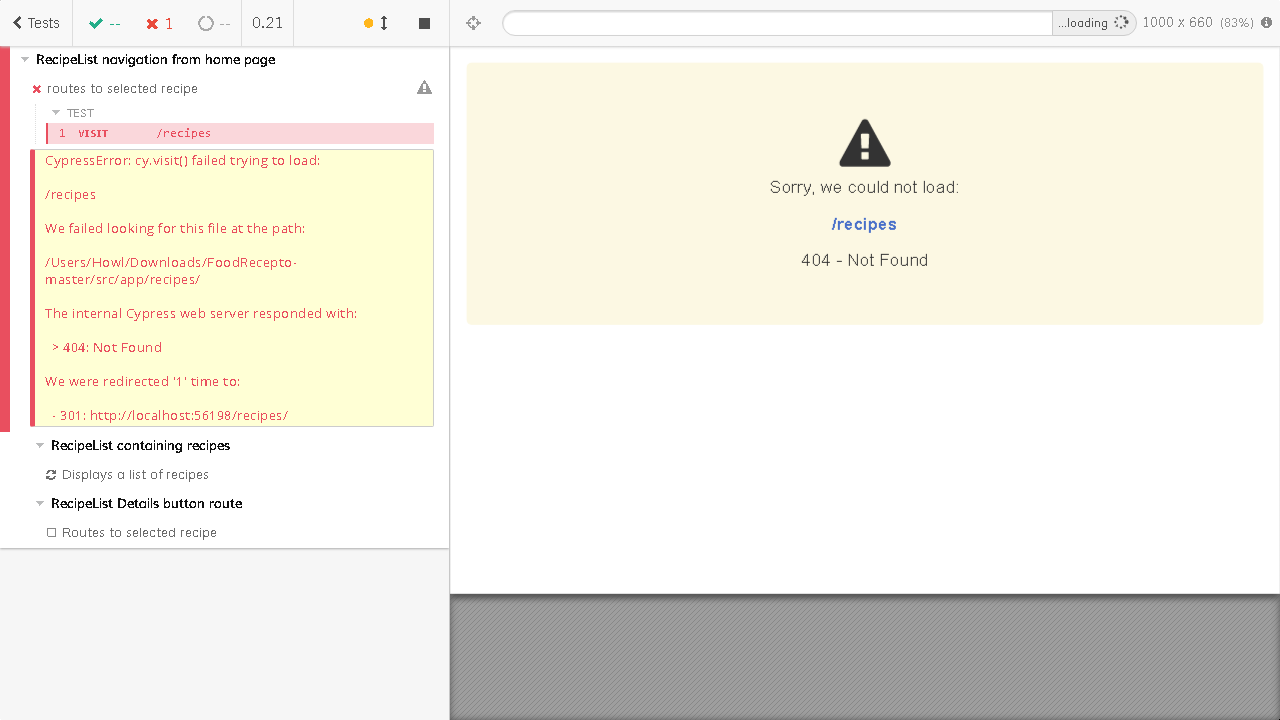 Tests
--
1
--
0.21
...loading
1000 x 660 (83%)
RecipeList navigation from home page
routes to selected recipe
TEST
1 VISIT /recipes
CypressError: cy.visit() failed trying to load:
/recipes
We failed looking for this file at the path:
/Users/Howl/Downloads/FoodRecepto-
master/src/app/recipes/
The internal Cypress web server responded with:
> 404: Not Found
We were redirected '1' time to:
- 301: http://localhost:56198/recipes/
RecipeList containing recipes
Displays a list of recipes
RecipeList Details button route
Routes to selected recipe
Sorry, we could not load:
/recipes
404 - Not Found